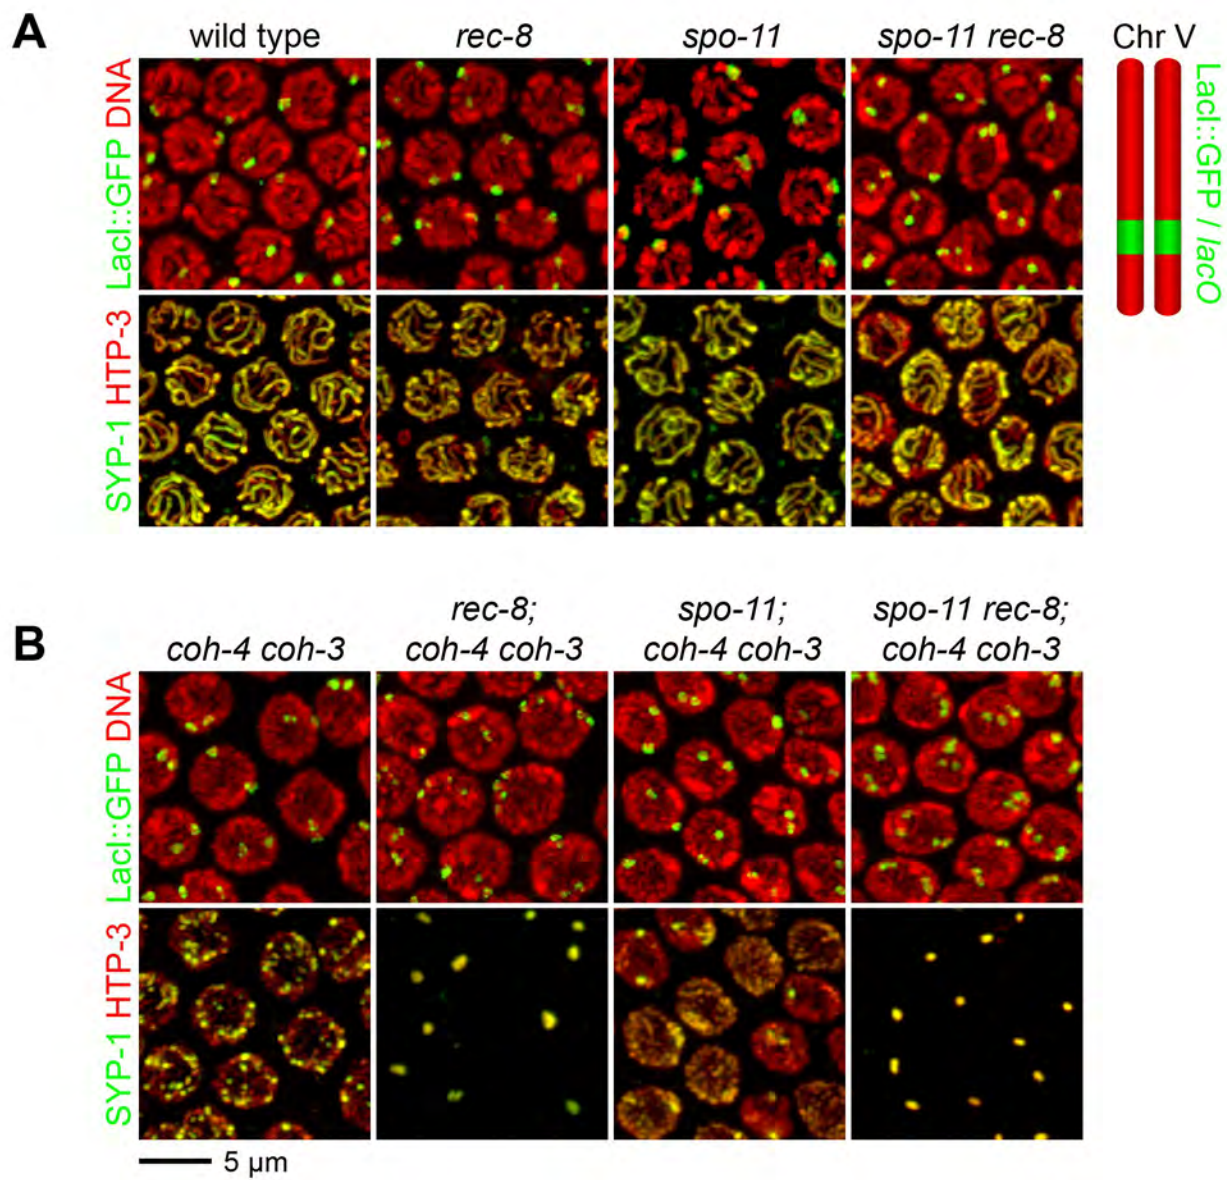 A
wild type
rec-8
spo-11
spo-11 rec-8
Chr V
LacI::GFP DNA
LacI::GFP / lacO
SYP-1 HTP-3
B
coh-4 coh-3
rec-8;
coh-4 coh-3
spo-11;
coh-4 coh-3
spo-11 rec-8;
coh-4 coh-3
LacI::GFP DNA
SYP-1 HTP-3
5 µm